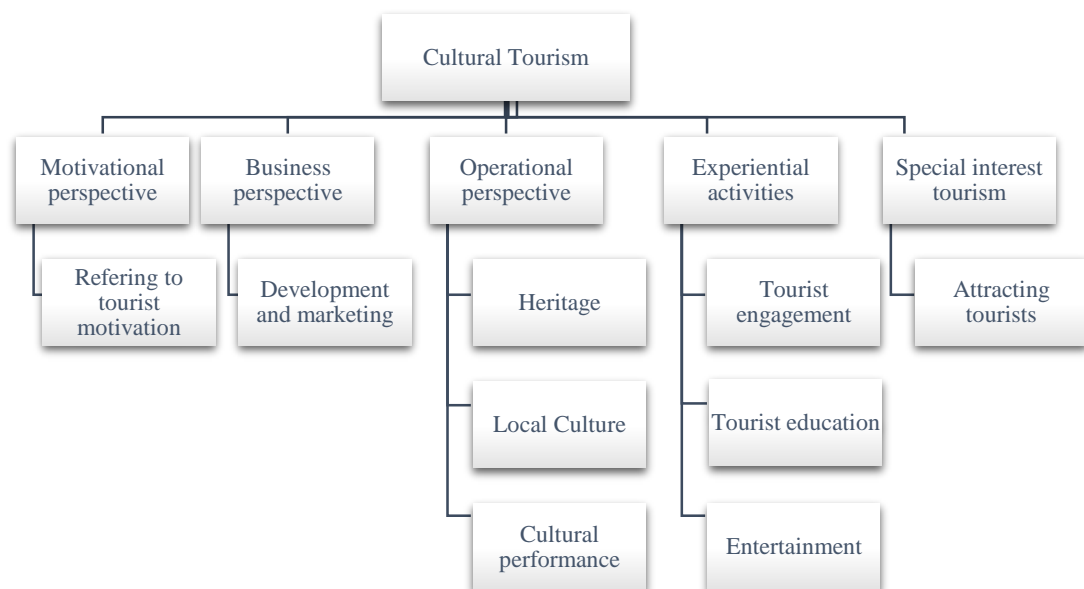 Cultural Tourism
Motivational
perspective
Business
perspective
Operational
perspective
Experiential
activities
Special interest
tourism
Refering to
tourist
motivation
Development
and marketing
Heritage
Tourist
engagement
Attracting
tourists
Local Culture
Tourist education
Cultural
performance
Entertainment